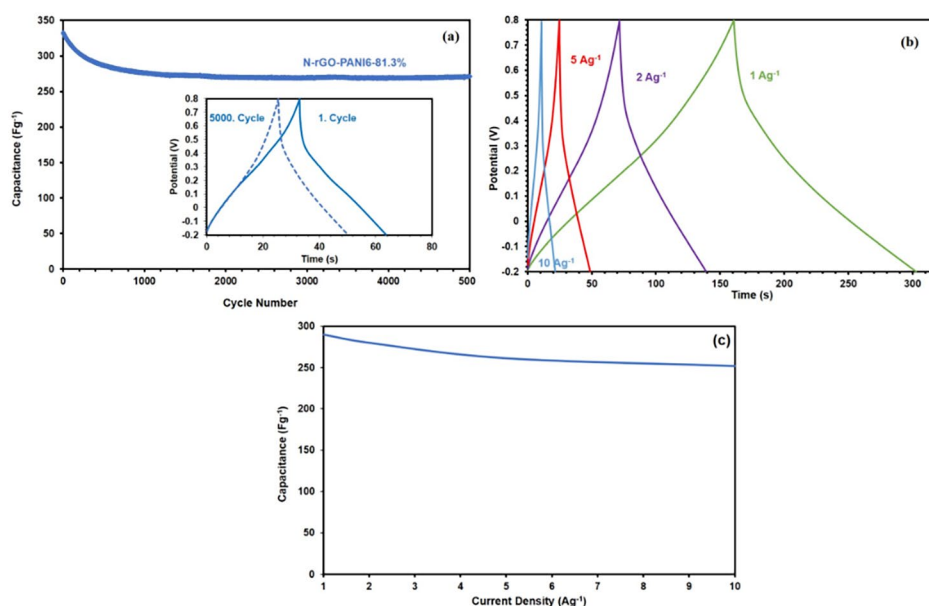 (a)
350
300
250
200
150
100
50
0
Capacitance (Fg⁻¹)
N-rGO-PANI6-81.3%
0.8
0.7
0.6
0.5
0.4
0.3
0.2
0.1
0
-0.1
-0.2
Potential (V)
5000. Cycle
1. Cycle
0 20 40 60 80
Time (s)
0 1000 2000 3000 4000 5000
Cycle Number
(b)
0.8
0.7
0.6
0.5
0.4
0.3
0.2
0.1
0
-0.1
-0.2
Potential (V)
5 Ag⁻¹
2 Ag⁻¹
1 Ag⁻¹
10 Ag⁻¹
0 50 100 150 200 250 300
Time (s)
(c)
300
250
200
150
100
50
0
Capacitance (Fg⁻¹)
1 2 3 4 5 6 7 8 9 10
Current Density (Ag⁻¹)